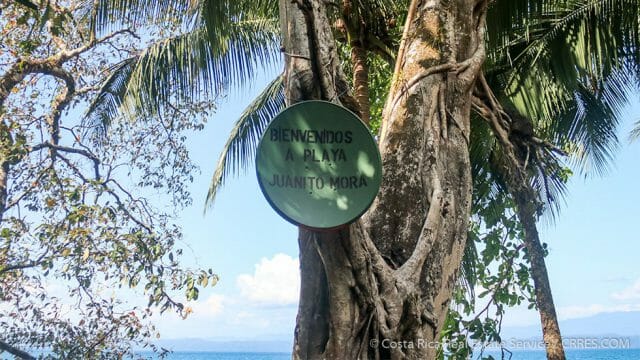 BIENVENIDOS
A PLAYA
JUANITO MORA
© Costa Rica Real Estate Service / CRRES.COM